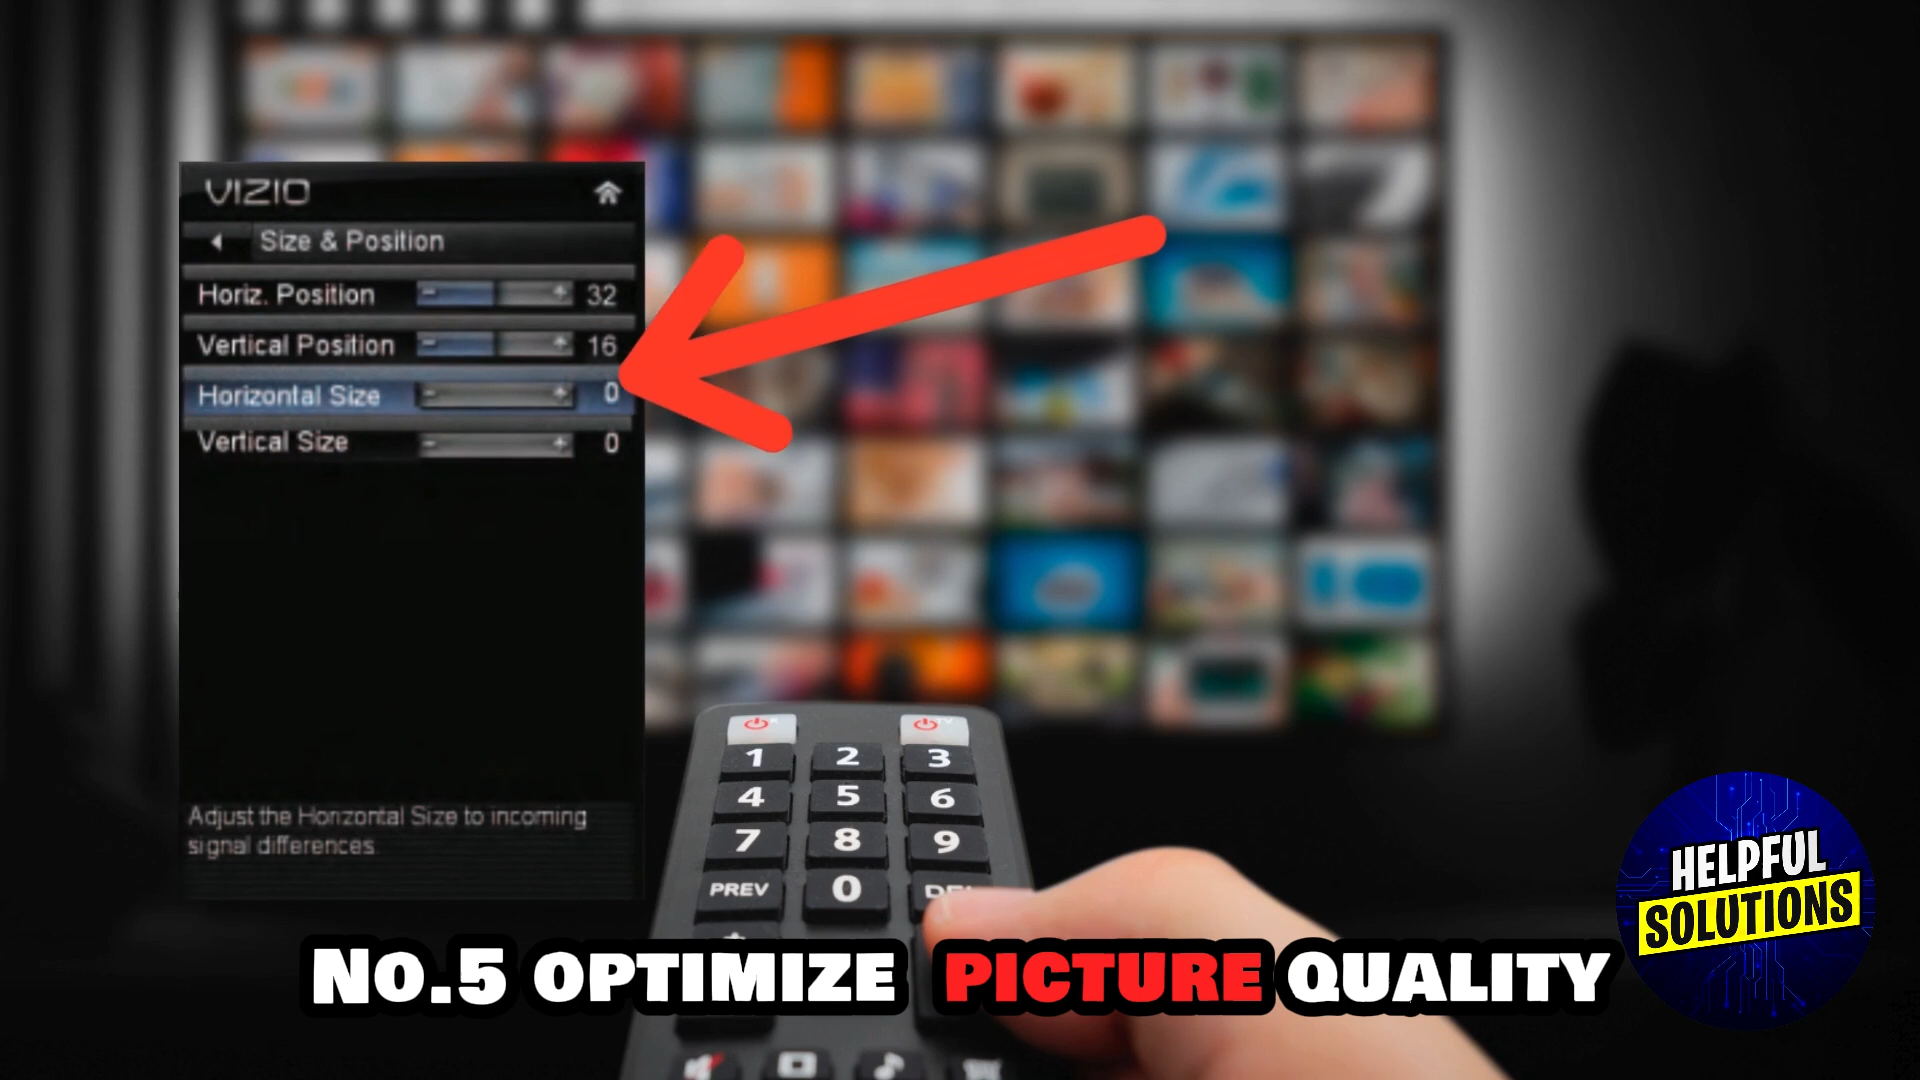 VIZIO
Size & Position
Horiz. Position 32
Vertical Position 16
Horizontal Size 0
Vertical Size 0
Adjust the Horizontal Size to incoming
signal differences.
TV
1 2 3
4 5 6
7 8 9
PREV 0
HELPFUL
SOLUTIONS
NO.5 OPTIMIZE PICTURE QUALITY